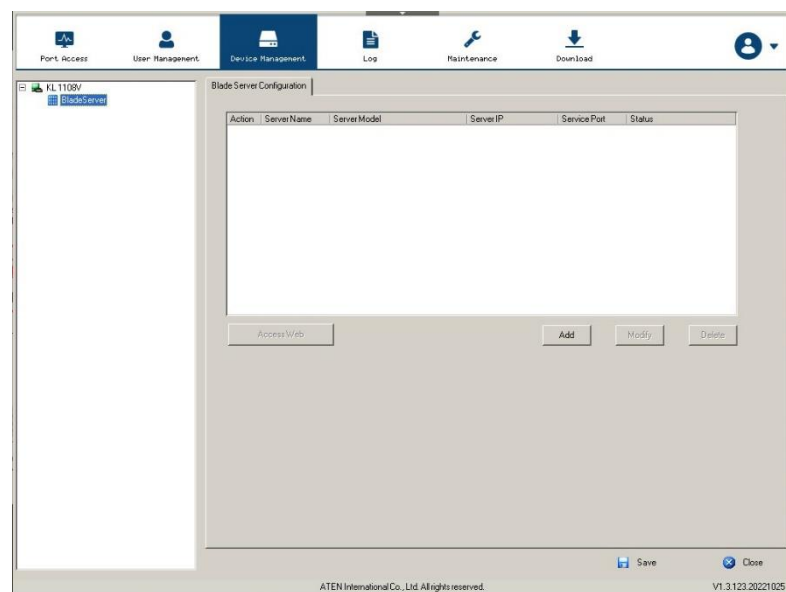 Port Access User Management Device Management Log Maintenance Download
KL1108V
BladeServer
Blade Server Configuration
Action Server Name Server Model Server IP Service Port Status
Access Web Add Modify Delete
Save Close
ATEN International Co., Ltd. All rights reserved. V1.3.123.20221025